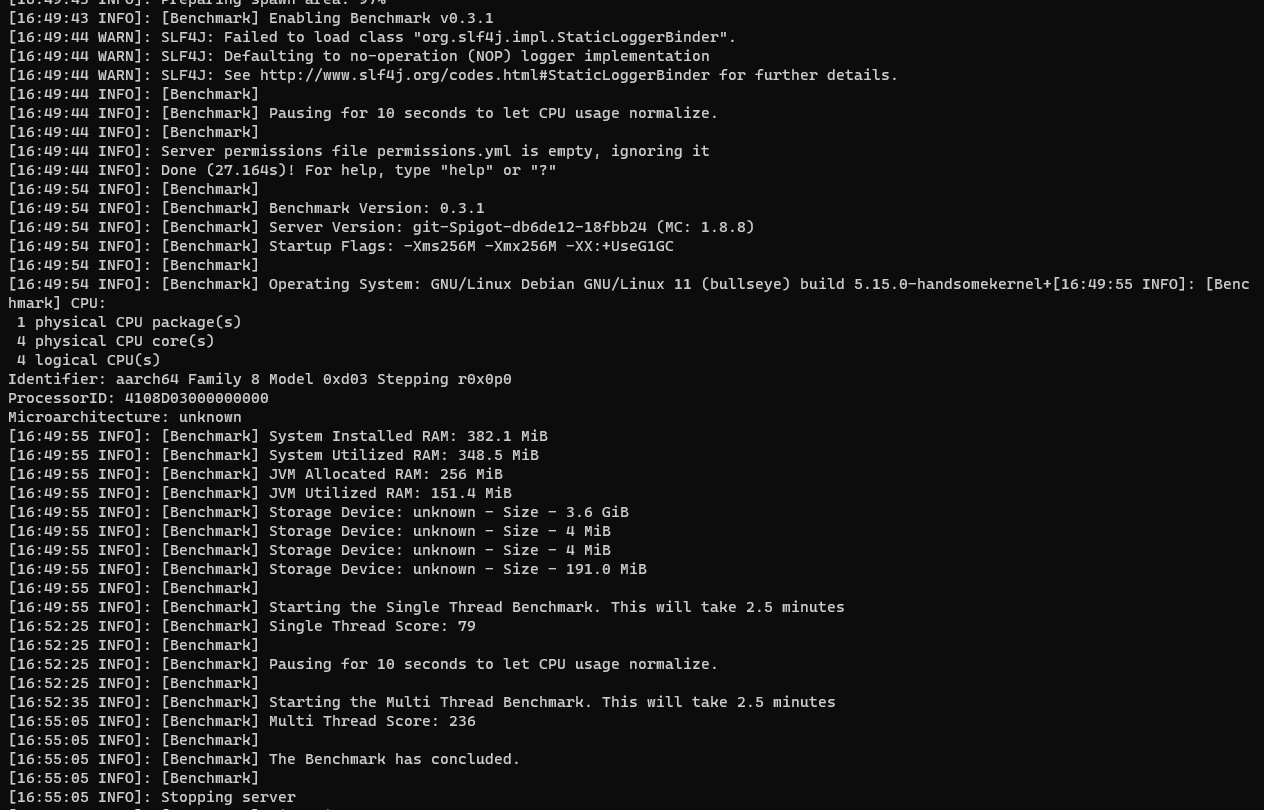 [16:49:43 INFO]: Preparing spawn area: 97%
[16:49:43 INFO]: [Benchmark] Enabling Benchmark v0.3.1
[16:49:44 WARN]: SLF4J: Failed to load class "org.slf4j.impl.StaticLoggerBinder".
[16:49:44 WARN]: SLF4J: Defaulting to no-operation (NOP) logger implementation
[16:49:44 WARN]: SLF4J: See http://www.slf4j.org/codes.html#StaticLoggerBinder for further details.
[16:49:44 INFO]: [Benchmark]
[16:49:44 INFO]: [Benchmark] Pausing for 10 seconds to let CPU usage normalize.
[16:49:44 INFO]: [Benchmark]
[16:49:44 INFO]: Server permissions file permissions.yml is empty, ignoring it
[16:49:44 INFO]: Done (27.164s)! For help, type "help" or "?"
[16:49:54 INFO]: [Benchmark]
[16:49:54 INFO]: [Benchmark] Benchmark Version: 0.3.1
[16:49:54 INFO]: [Benchmark] Server Version: git-Spigot-db6de12-18fbb24 (MC: 1.8.8)
[16:49:54 INFO]: [Benchmark] Startup Flags: -Xms256M -Xmx256M -XX:+UseG1GC
[16:49:54 INFO]: [Benchmark]
[16:49:54 INFO]: [Benchmark] Operating System: GNU/Linux Debian GNU/Linux 11 (bullseye) build 5.15.0-handsomekernel+[16:49:55 INFO]: [Benc
hmark] CPU:
1 physical CPU package(s)
4 physical CPU core(s)
4 logical CPU(s)
Identifier: aarch64 Family 8 Model 0xd03 Stepping r0x0p0
ProcessorID: 4108D03000000000
Microarchitecture: unknown
[16:49:55 INFO]: [Benchmark] System Installed RAM: 382.1 MiB
[16:49:55 INFO]: [Benchmark] System Utilized RAM: 348.5 MiB
[16:49:55 INFO]: [Benchmark] JVM Allocated RAM: 256 MiB
[16:49:55 INFO]: [Benchmark] JVM Utilized RAM: 151.4 MiB
[16:49:55 INFO]: [Benchmark] Storage Device: unknown - Size - 3.6 GiB
[16:49:55 INFO]: [Benchmark] Storage Device: unknown - Size - 4 MiB
[16:49:55 INFO]: [Benchmark] Storage Device: unknown - Size - 4 MiB
[16:49:55 INFO]: [Benchmark] Storage Device: unknown - Size - 191.0 MiB
[16:49:55 INFO]: [Benchmark]
[16:49:55 INFO]: [Benchmark] Starting the Single Thread Benchmark. This will take 2.5 minutes
[16:52:25 INFO]: [Benchmark] Single Thread Score: 79
[16:52:25 INFO]: [Benchmark]
[16:52:25 INFO]: [Benchmark] Pausing for 10 seconds to let CPU usage normalize.
[16:52:25 INFO]: [Benchmark]
[16:52:35 INFO]: [Benchmark] Starting the Multi Thread Benchmark. This will take 2.5 minutes
[16:55:05 INFO]: [Benchmark] Multi Thread Score: 236
[16:55:05 INFO]: [Benchmark]
[16:55:05 INFO]: [Benchmark] The Benchmark has concluded.
[16:55:05 INFO]: [Benchmark]
[16:55:05 INFO]: Stopping server